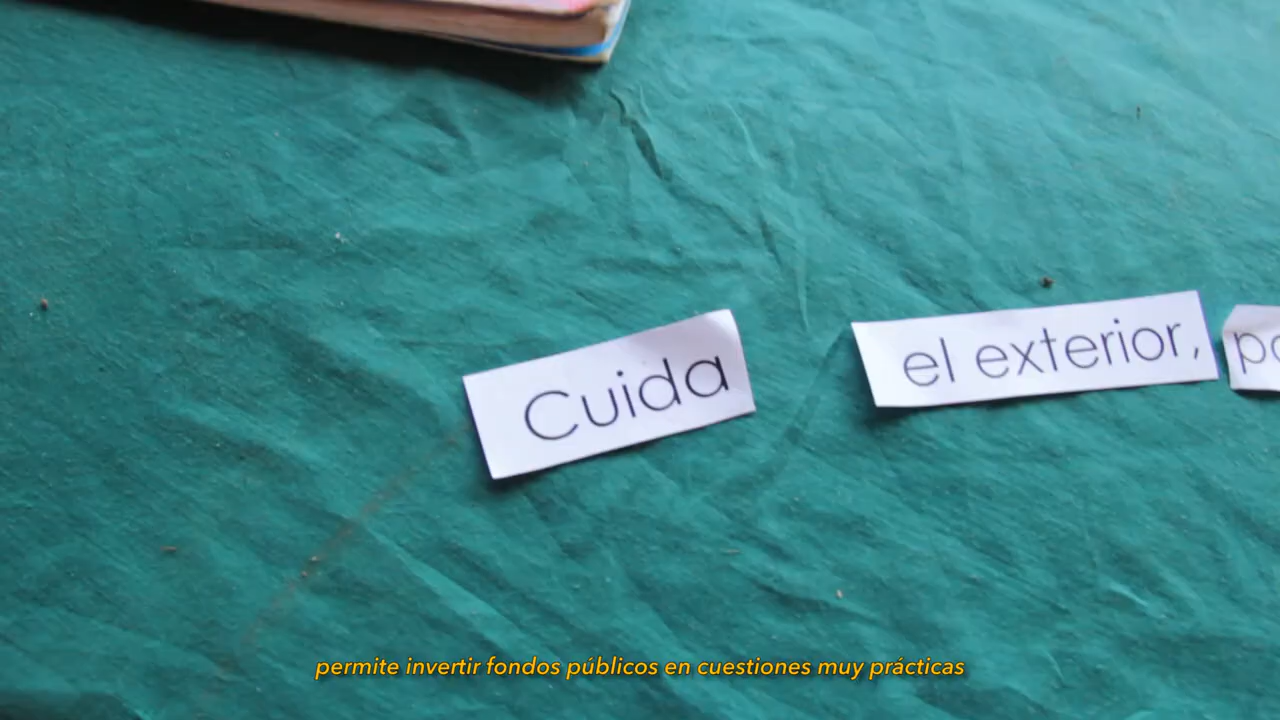 Cuida el exterior,
permite invertir fondos públicos en cuestiones muy prácticas